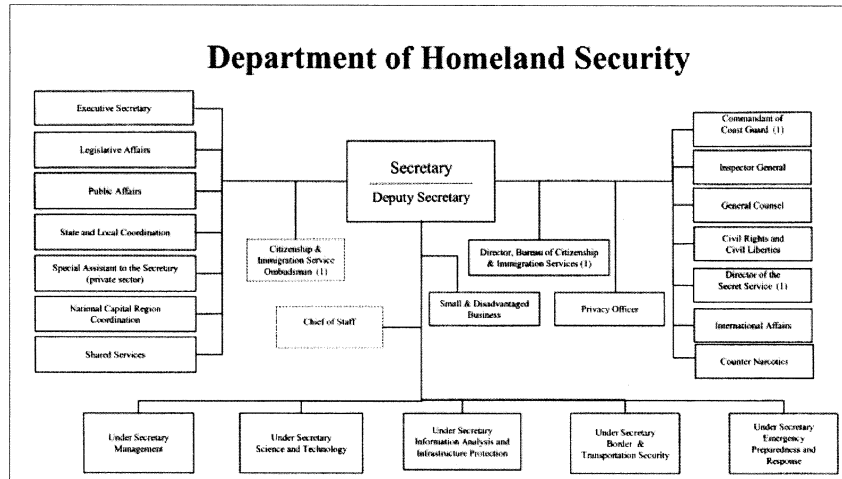 Department of Homeland Security
Executive Secretary
Legislative Affairs
Public Affairs
State and Local Coordination
Special Assistant to the Secretary
(private sector)
National Capital Region
Coordination
Shared Services
Secretary
Deputy Secretary
Citizenship &
Immigration Service
Ombudsman (1)
Chief of Staff
Director, Bureau of Citizenship
& Immigration Services (1)
Small & Disadvantaged
Business
Privacy Officer
Commandant of
Coast Guard (1)
Inspector General
General Counsel
Civil Rights and
Civil Liberties
Director of the
Secret Service (1)
International Affairs
Counter Narcotics
Under Secretary
Management
Under Secretary
Science and Technology
Under Secretary
Information Analysis and
Infrastructure Protection
Under Secretary
Border &
Transportation Security
Under Secretary
Emergency
Preparedness and
Response